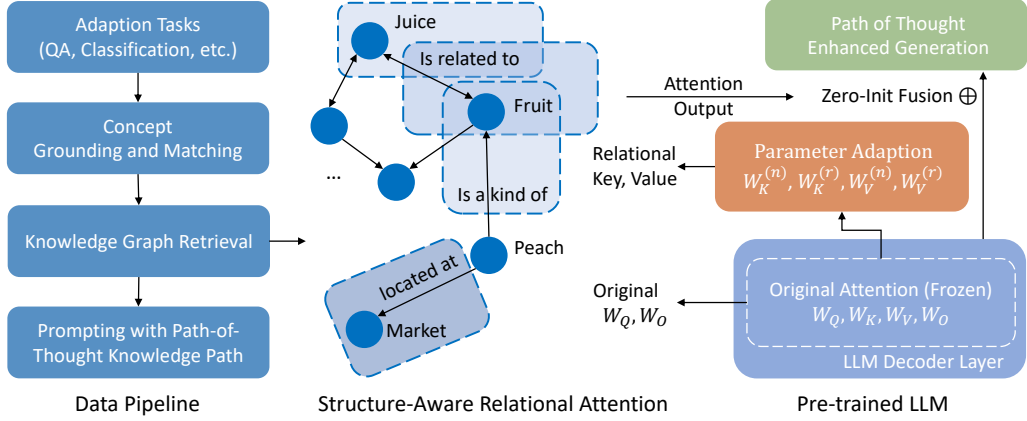 Adaption Tasks
(QA, Classification, etc.)
Concept
Grounding and Matching
Knowledge Graph Retrieval
Prompting with Path-of-
Thought Knowledge Path
Data Pipeline
Juice
Is related to
Fruit
...
Is a kind of
Peach
located at
Market
Structure-Aware Relational Attention
Path of Thought
Enhanced Generation
Attention
Output
Zero-Init Fusion ⊕
Relational
Key, Value
Parameter Adaption
W_K^(n), W_K^(r), W_V^(n), W_V^(r)
Original
W_Q, W_O
Original Attention (Frozen)
W_Q, W_K, W_V, W_O
LLM Decoder Layer
Pre-trained LLM